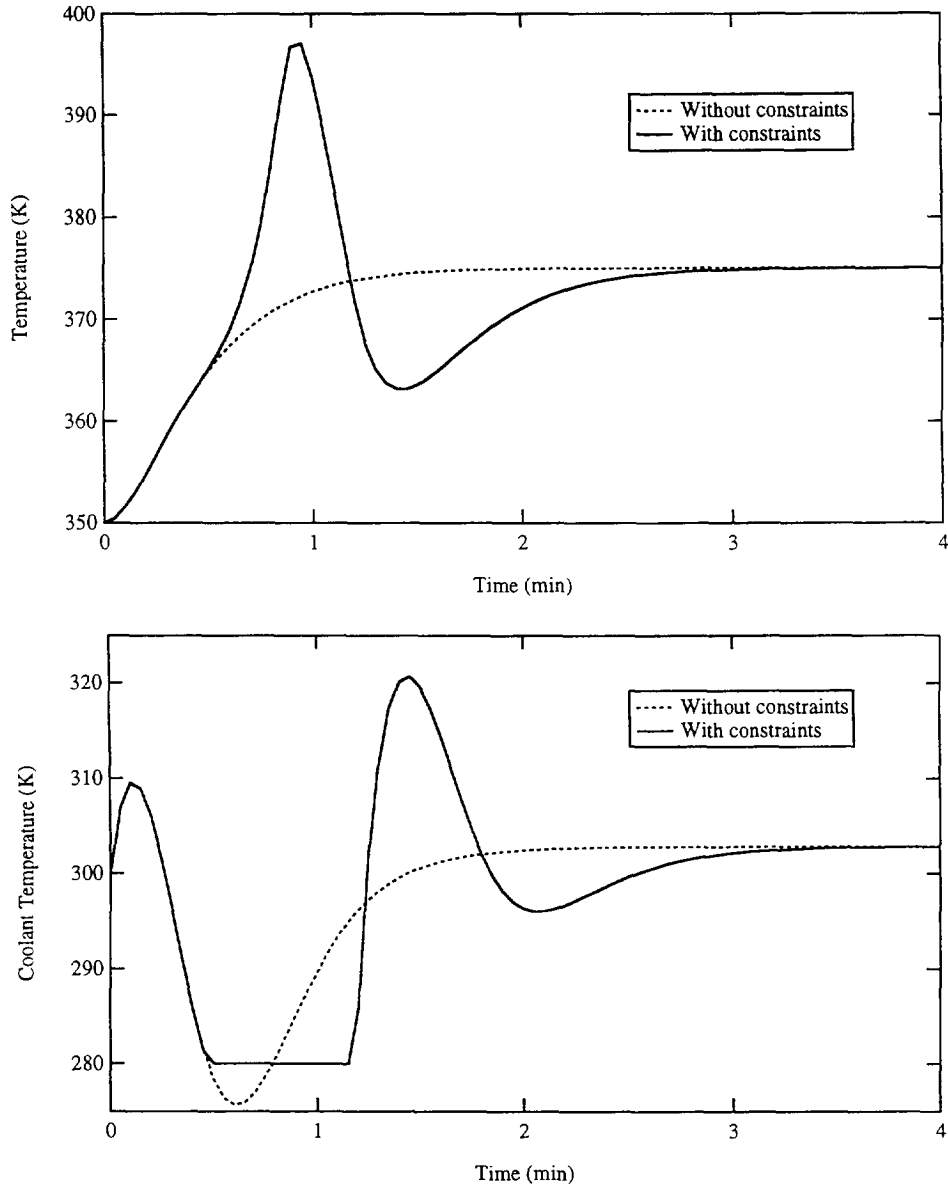 400
390
380
370
360
350
Temperature (K)
Without constraints
With constraints
0
1
2
3
4
Time (min)
320
310
300
290
280
Coolant Temperature (K)
Without constraints
With constraints
0
1
2
3
4
Time (min)